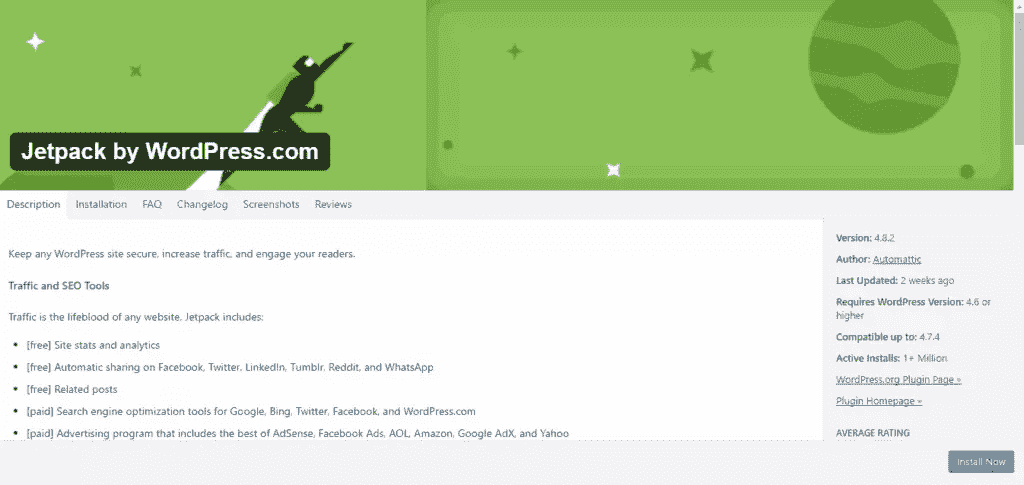 Jetpack by WordPress.com
Description Installation FAQ Changelog Screenshots Reviews
Keep any WordPress site secure, increase traffic, and engage your readers.
Traffic and SEO Tools
Traffic is the lifeblood of any website. Jetpack includes:
[free] Site stats and analytics
[free] Automatic sharing on Facebook, Twitter, LinkedIn, Tumblr, Reddit, and WhatsApp
[free] Related posts
[paid] Search engine optimization tools for Google, Bing, Twitter, Facebook, and WordPress.com
[paid] Advertising program that includes the best of AdSense, Facebook Ads, AOL, Amazon, Google AdX, and Yahoo
Version: 4.8.2
Author: Automattic
Last Updated: 2 weeks ago
Requires WordPress Version: 4.6 or
higher
Compatible up to: 4.7.4
Active Installs: 1+ Million
WordPress.org Plugin Page »
Plugin Homepage »
AVERAGE RATING
Install Now